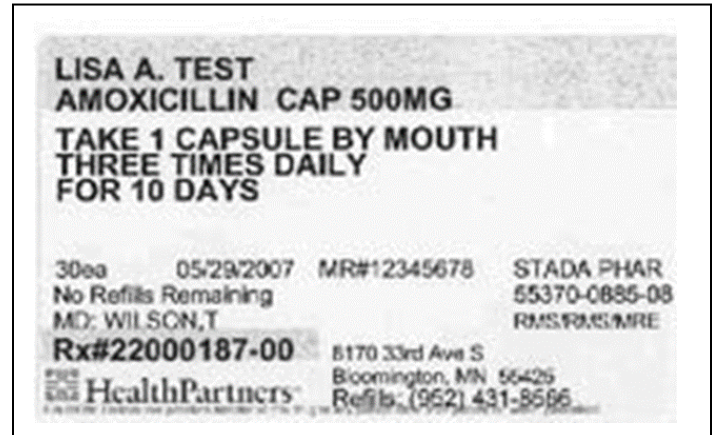 LISA A. TEST
AMOXICILLIN CAP 500MG
TAKE 1 CAPSULE BY MOUTH
THREE TIMES DAILY
FOR 10 DAYS
30ea 05/29/2007 MR#12345678 STADA PHAR
No Refills Remaining 55370-0885-08
MD: WILSON,T RMS/RMS/MRE
Rx#22000187-00 8170 33rd Ave S
Bloomington, MN 55425
HealthPartners Refills: (952) 431-8566